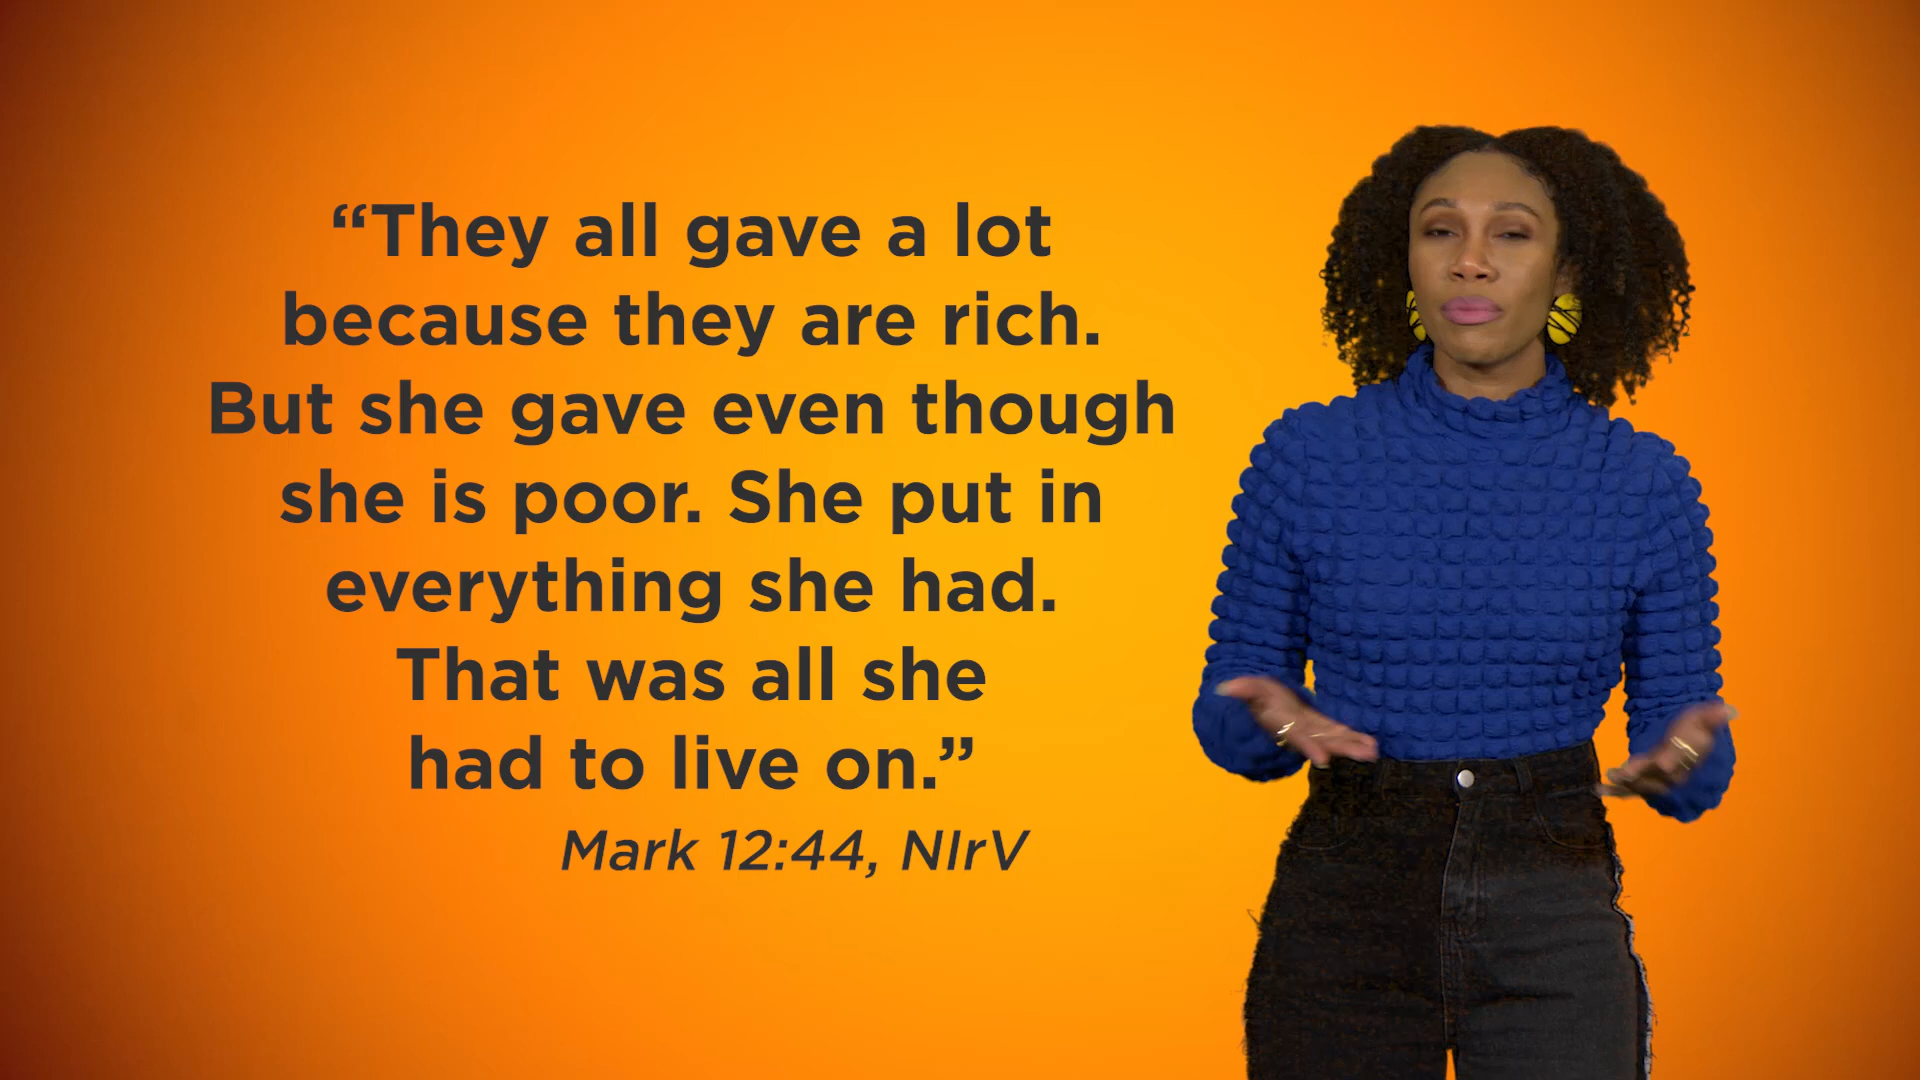 “They all gave a lot
because they are rich.
But she gave even though
she is poor. She put in
everything she had.
That was all she
had to live on.”
Mark 12:44, NIrV